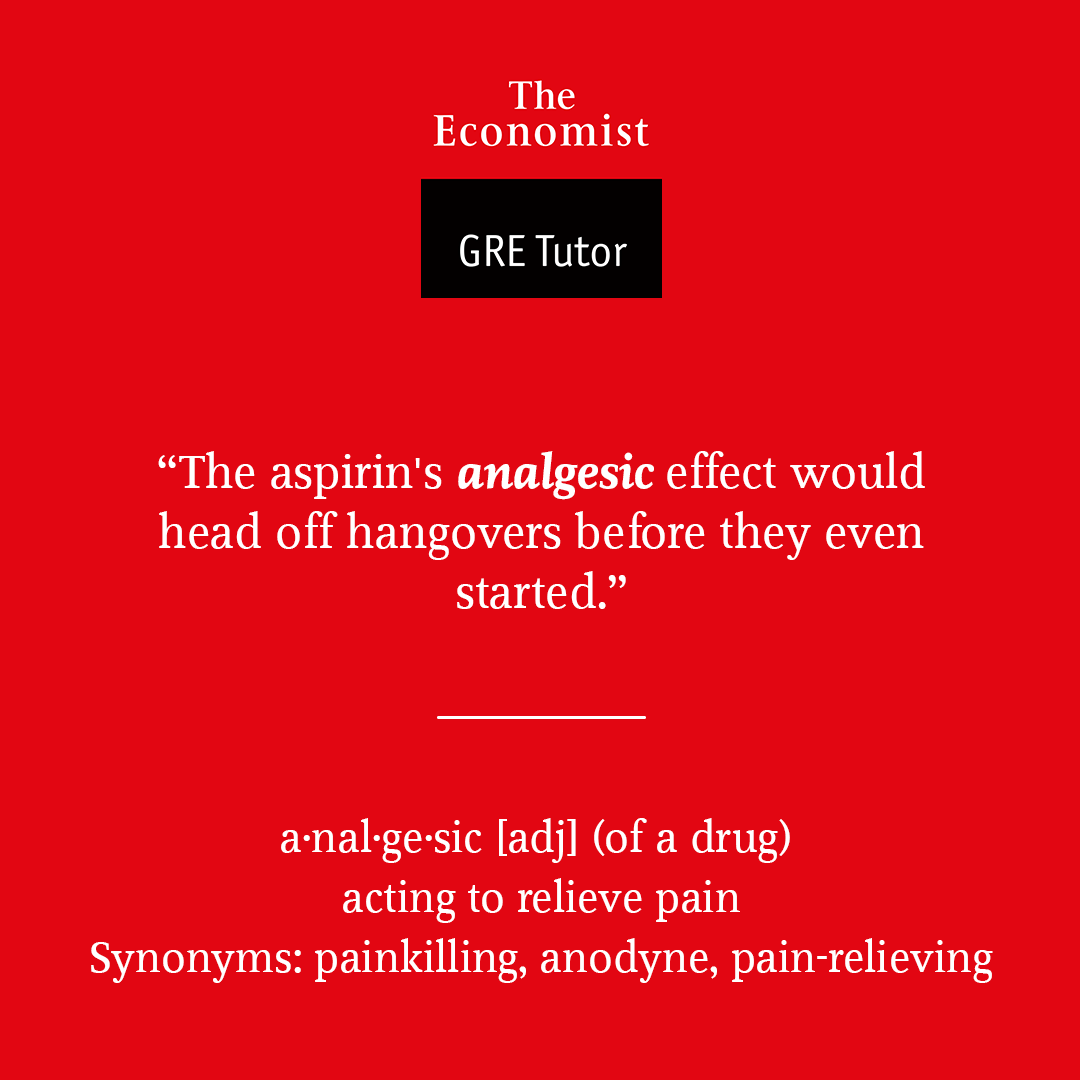 The
Economist
GRE Tutor
“The aspirin's analgesic effect would
head off hangovers before they even
started.”
a·nal·ge·sic [adj] (of a drug)
acting to relieve pain
Synonyms: painkilling, anodyne, pain-relieving